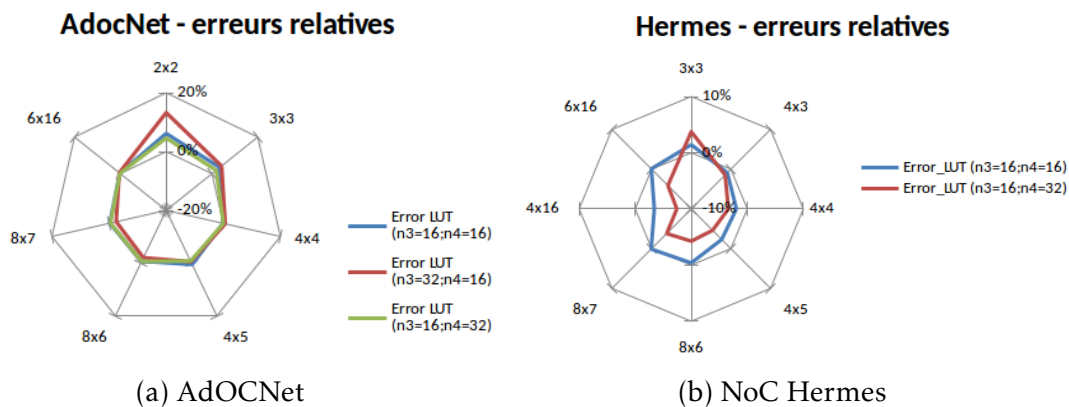 AdocNet - erreurs relatives
2x2
20%
6x16
3x3
0%
-20%
8x7
4x4
8x6
4x5
Error LUT
(n3=16;n4=16)
Error LUT
(n3=32;n4=16)
Error LUT
(n3=16;n4=32)
(a) AdOCNet
Hermes - erreurs relatives
3x3
10%
6x16
4x3
0%
4x16
-10%
4x4
8x7
4x5
8x6
Error_LUT (n3=16;n4=16)
Error_LUT (n3=16;n4=32)
(b) NoC Hermes